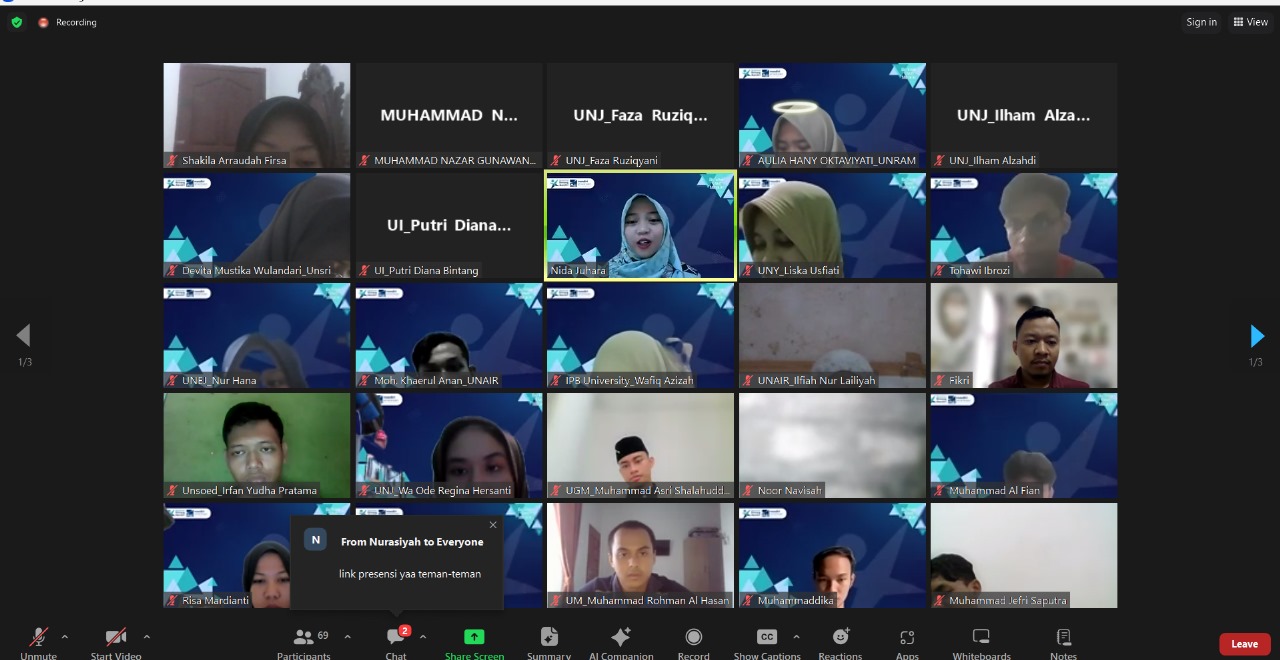 Recording
Sign in
View
MUHAMMAD N...
UNJ_Faza Ruziq...
UNJ_Ilham Alza...
Shakila Arraudah Firsa
MUHAMMAD NAZAR GUNAWAN...
UNJ_Faza Ruziqyani
AULIA HANY OKTAVIYATI_UNRAM
UNJ_Ilham Alzahdi
UI_Putri Diana...
Devita Mustika Wulandari_Unsri
UI_Putri Diana Bintang
Nida Juhara
UNY_Liska Usfiati
Tohawi Ibrozi
1/3
1/3
UNEJ_Nur Hana
Moh. Khaerul Anan_UNAIR
IPB University_Wafiq Azizah
UNAIR_Ilfiah Nur Lailiyah
Fikri
Unsoed_Irfan Yudha Pratama
UNJ_Wa Ode Regina Hersanti
UGM_Muhammad Asri Shalahudd...
Noor Navisah
Muhammad Al Fian
N
From Nurasiyah to Everyone
link presensi yaa teman-teman
Risa Mardianti
UM_Muhammad Rohman Al Hasan
Muhammaddika
Muhammad Jefri Saputra
69
2
CC
Unmute
Start Video
Participants
Chat
Share Screen
Summary
AI Companion
Record
Show Captions
Reactions
Apps
Whiteboards
Notes
Leave